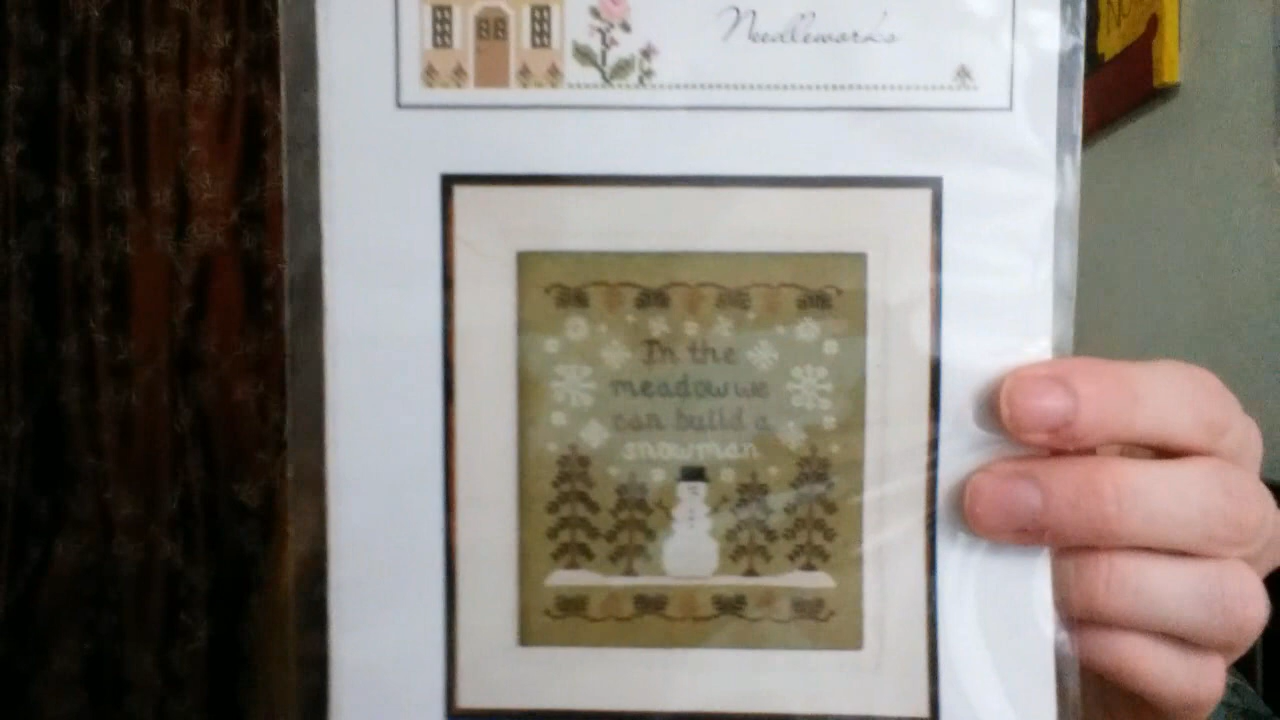 Needleworks
In the
meadow we
can build a
snowman